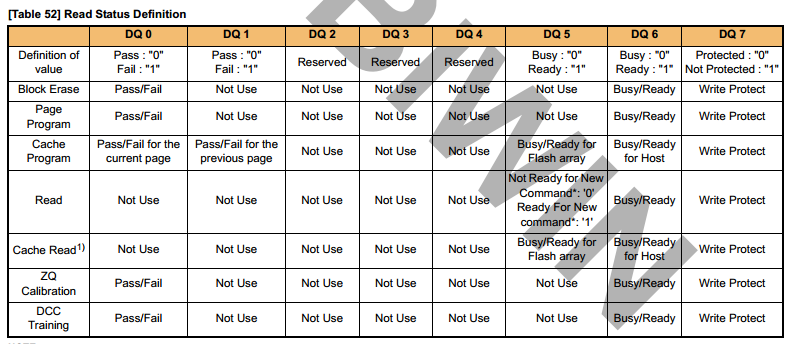 [Table 52] Read Status Definition
DQ 0 DQ 1 DQ 2 DQ 3 DQ 4 DQ 5 DQ 6 DQ 7
Definition of value Pass : "0" Fail : "1" Pass : "0" Fail : "1" Reserved Reserved Reserved Busy : "0" Ready : "1" Busy : "0" Ready : "1" Protected : "0" Not Protected : "1"
Block Erase Pass/Fail Not Use Not Use Not Use Not Use Not Use Busy/Ready Write Protect
Page Program Pass/Fail Not Use Not Use Not Use Not Use Not Use Busy/Ready Write Protect
Cache Program Pass/Fail for the current page Pass/Fail for the previous page Not Use Not Use Not Use Busy/Ready for Flash array Busy/Ready for Host Write Protect
Read Not Use Not Use Not Use Not Use Not Use Not Ready for New Command*: '0' Ready For New command*: '1' Busy/Ready Write Protect
Cache Read1) Not Use Not Use Not Use Not Use Not Use Busy/Ready for Flash array Busy/Ready for Host Write Protect
ZQ Calibration Pass/Fail Not Use Not Use Not Use Not Use Not Use Busy/Ready Write Protect
DCC Training Pass/Fail Not Use Not Use Not Use Not Use Not Use Busy/Ready Write Protect
BIWIN